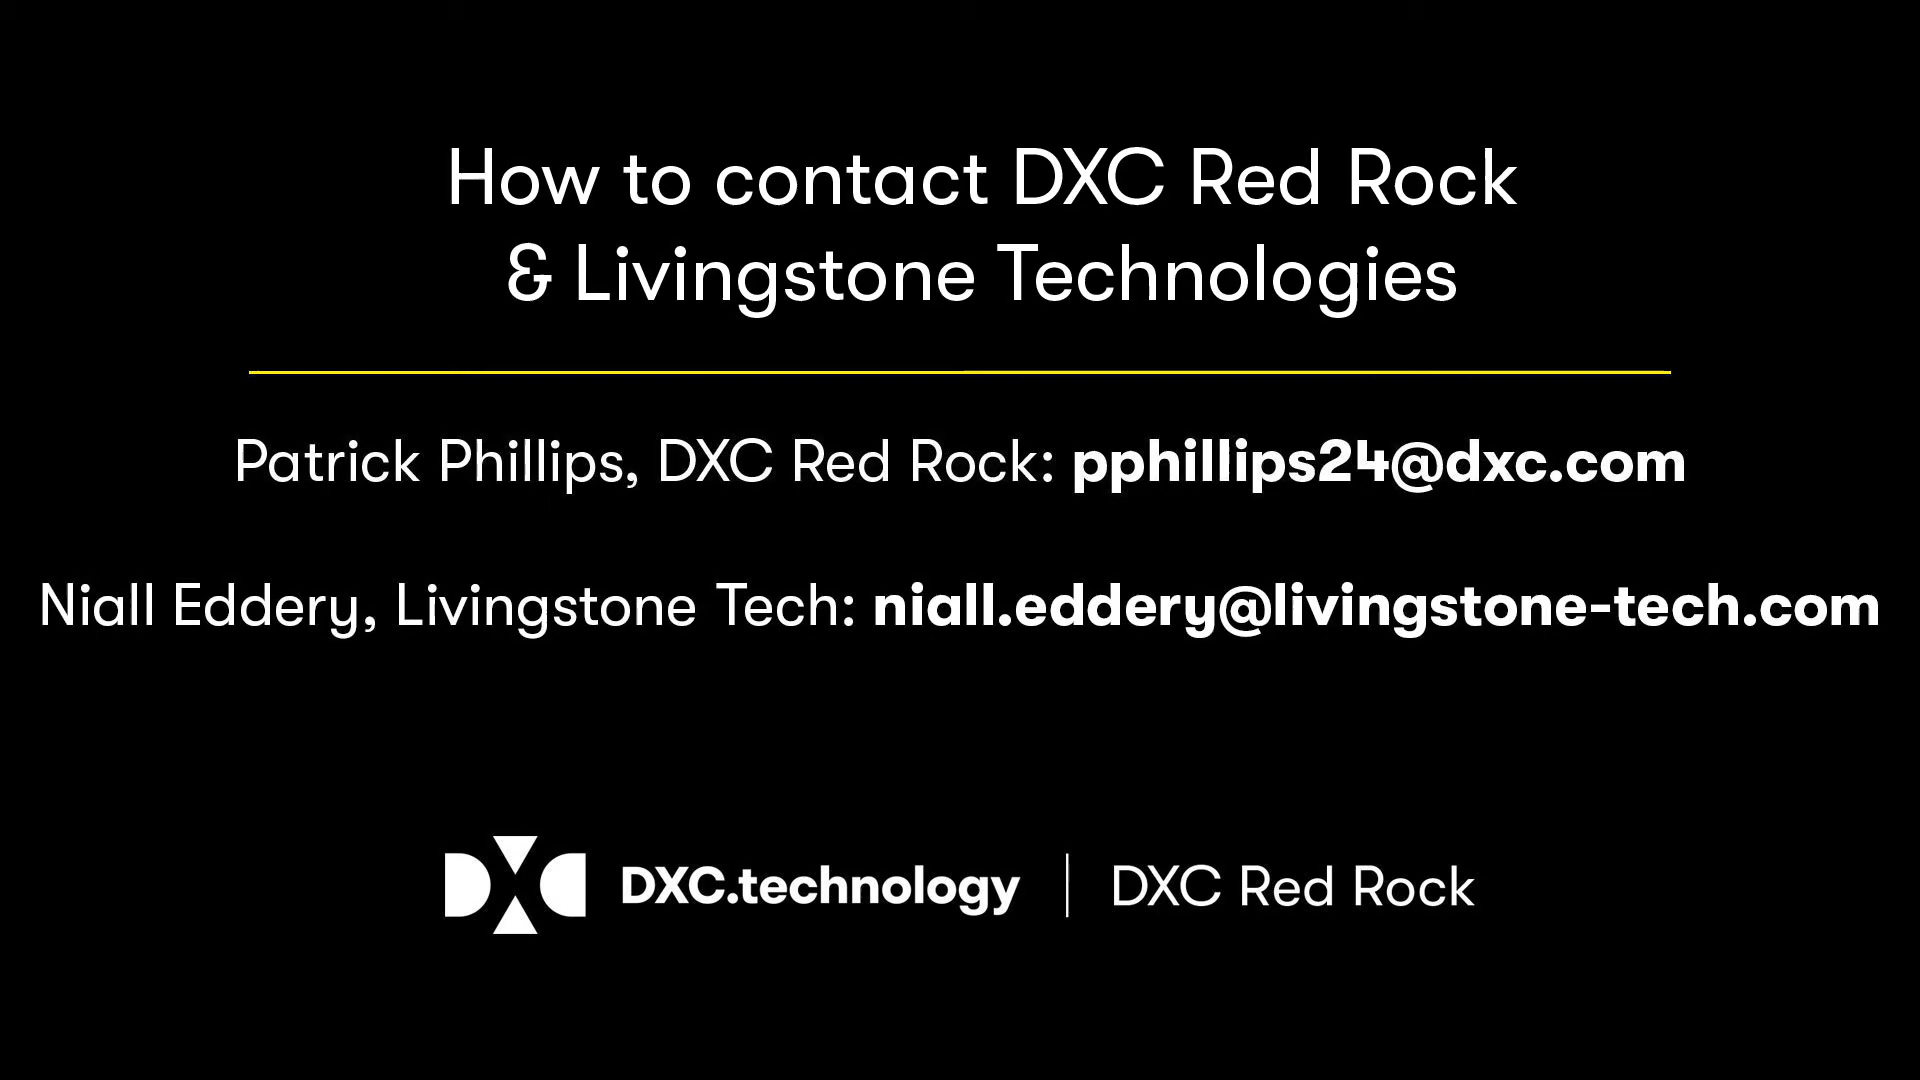 How to contact DXC Red Rock
& Livingstone Technologies
Patrick Phillips, DXC Red Rock: pphillips24@dxc.com
Niall Eddery, Livingstone Tech: niall.eddery@livingstone-tech.com
DXC DXC.technology | DXC Red Rock